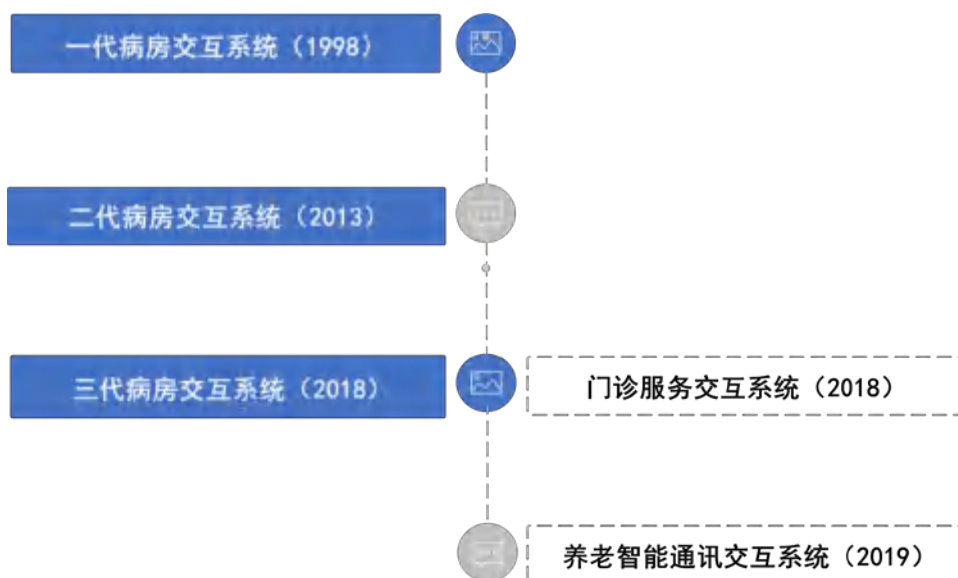 一代病房交互系统（1998）
二代病房交互系统（2013）
三代病房交互系统（2018）
门诊服务交互系统（2018）
养老智能通讯交互系统（2019）